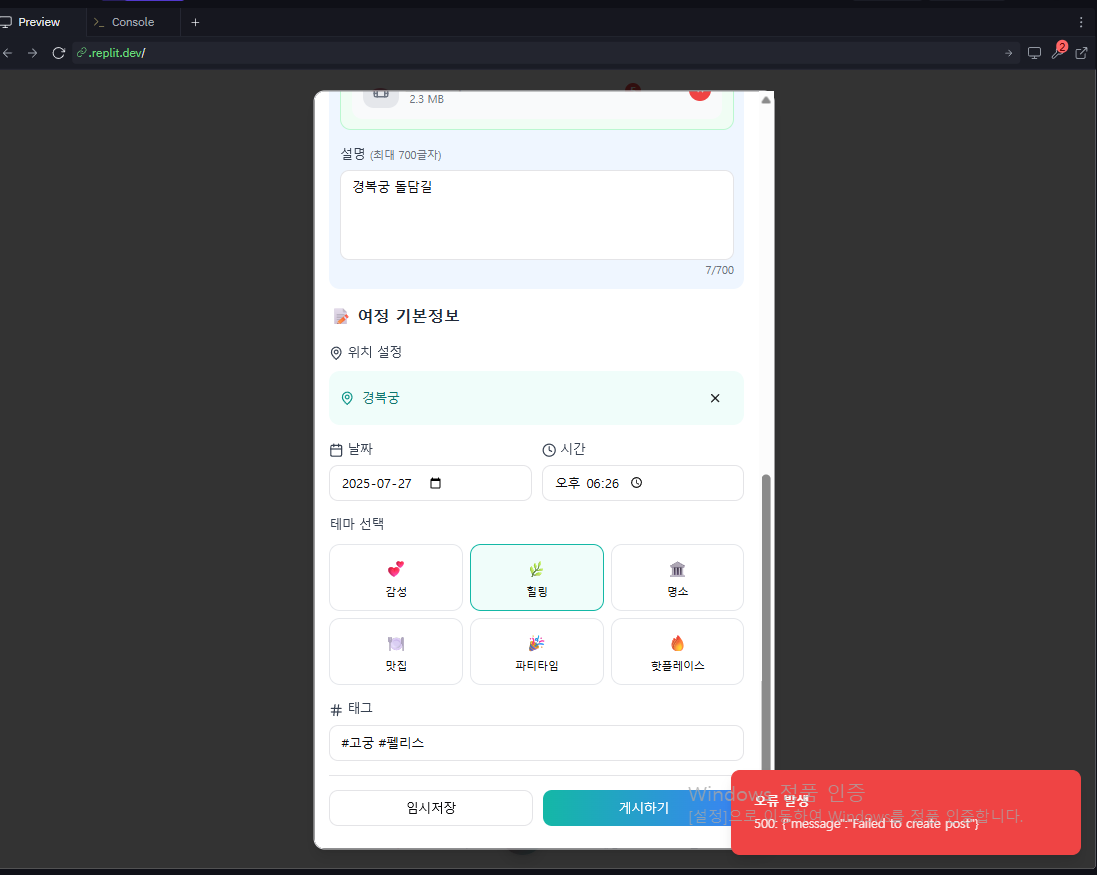 Preview
Console
.replit.dev/
2
2.3 MB
설명 (최대 700글자)
경복궁 돌담길
7/700
여정 기본정보
위치 설정
경복궁
날짜
시간
2025-07-27
오후 06:26
테마 선택
감성
힐링
명소
맛집
파티타임
핫플레이스
# 태그
#고궁 #펠리스
임시저장
게시하기
Windows 정품 인증
[설정]으로 이동하여 Windows를 정품 인증합니다.
오류 발생
500: {"message":"Failed to create post"}